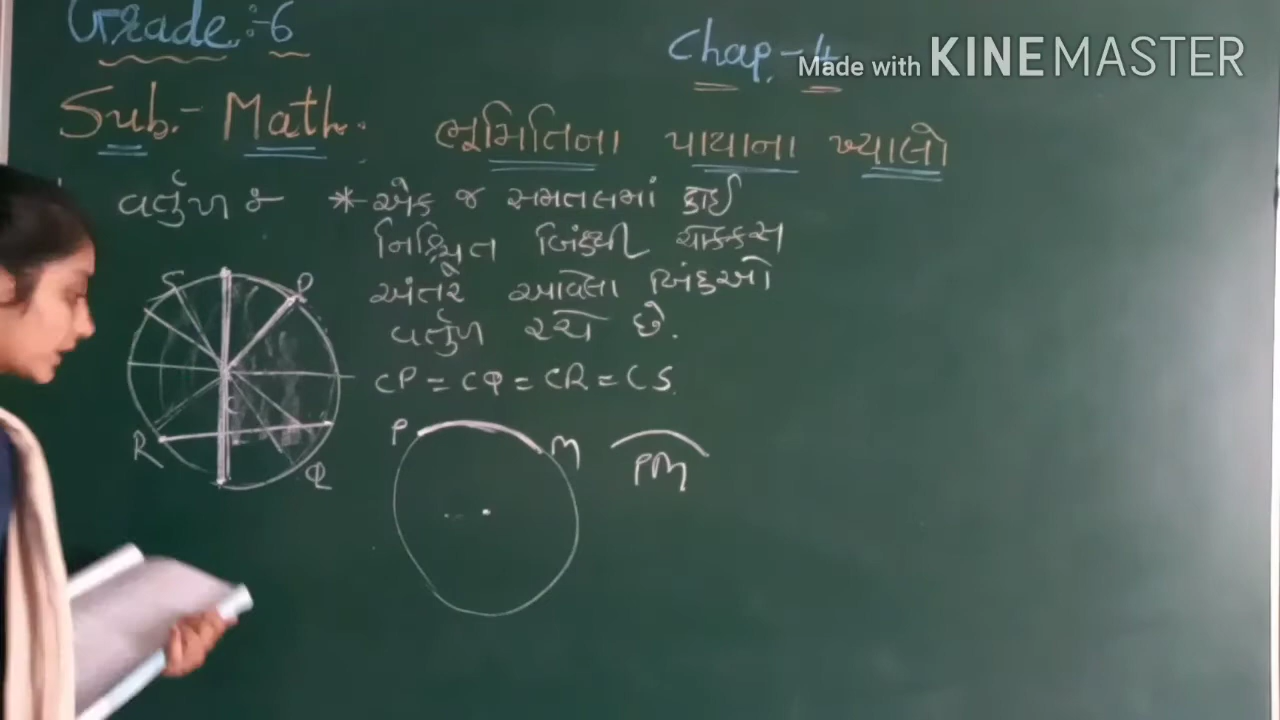 Grade :- 6
Chap. - 4
Made with KINEMASTER
Sub. - Math.
ભૂમિતિના પાયાના ખ્યાલો
વર્તુળ :- * એક જ સમતલમાં કોઈ
નિશ્ચિત બિંદુથી ચોક્કસ
અંતરે આવેલા બિંદુઓ
વર્તુળ રચે છે.
CP = CQ = CR = CS.
S P
C
R Q
P M PM